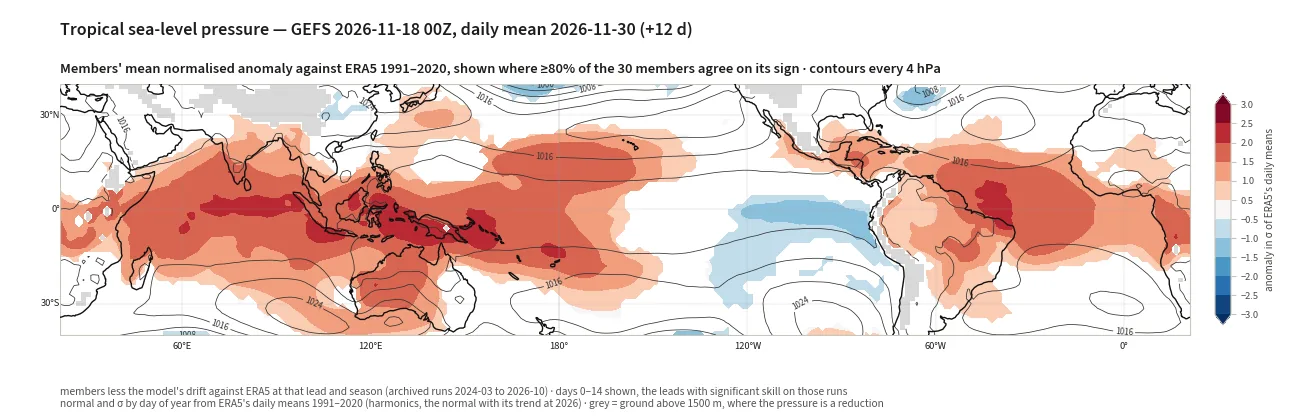 Tropical sea-level pressure — GEFS 2026-11-18 00Z, daily mean 2026-11-30 (+12 d)
Members' mean normalised anomaly against ERA5 1991–2020, shown where ≥80% of the 30 members agree on its sign · contours every 4 hPa
30°N
0°
30°S
60°E
120°E
180°
120°W
60°W
0°
1016
1016
1008
1016
1008
1016
1016
1024
1016
1008
1016
1024
1016
3.0
2.5
2.0
1.5
1.0
0.5
−0.5
−1.0
−1.5
−2.0
−2.5
−3.0
anomaly in σ of ERA5's daily means
members less the model's drift against ERA5 at that lead and season (archived runs 2024-03 to 2026-10) · days 0–14 shown, the leads with significant skill on those runs
normal and σ by day of year from ERA5's daily means 1991–2020 (harmonics, the normal with its trend at 2026) · grey = ground above 1500 m, where the pressure is a reduction